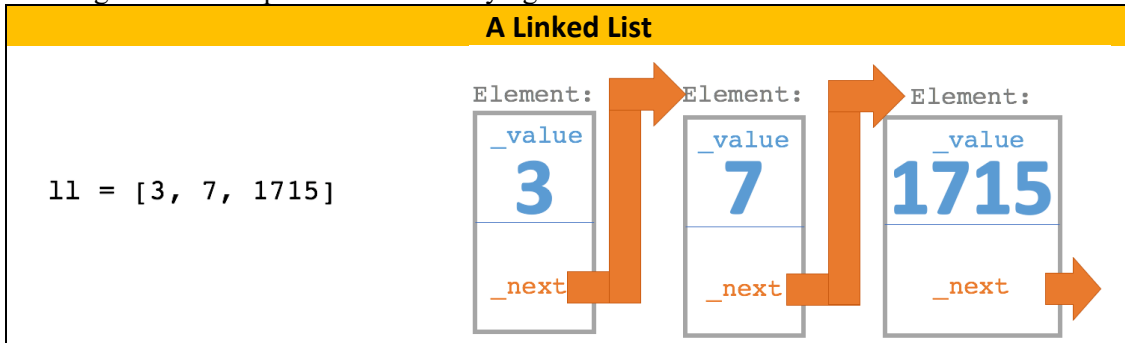 A Linked List
ll = [3, 7, 1715]
Element: Element: Element:
_value _value _value
3 7 1715
_next _next _next